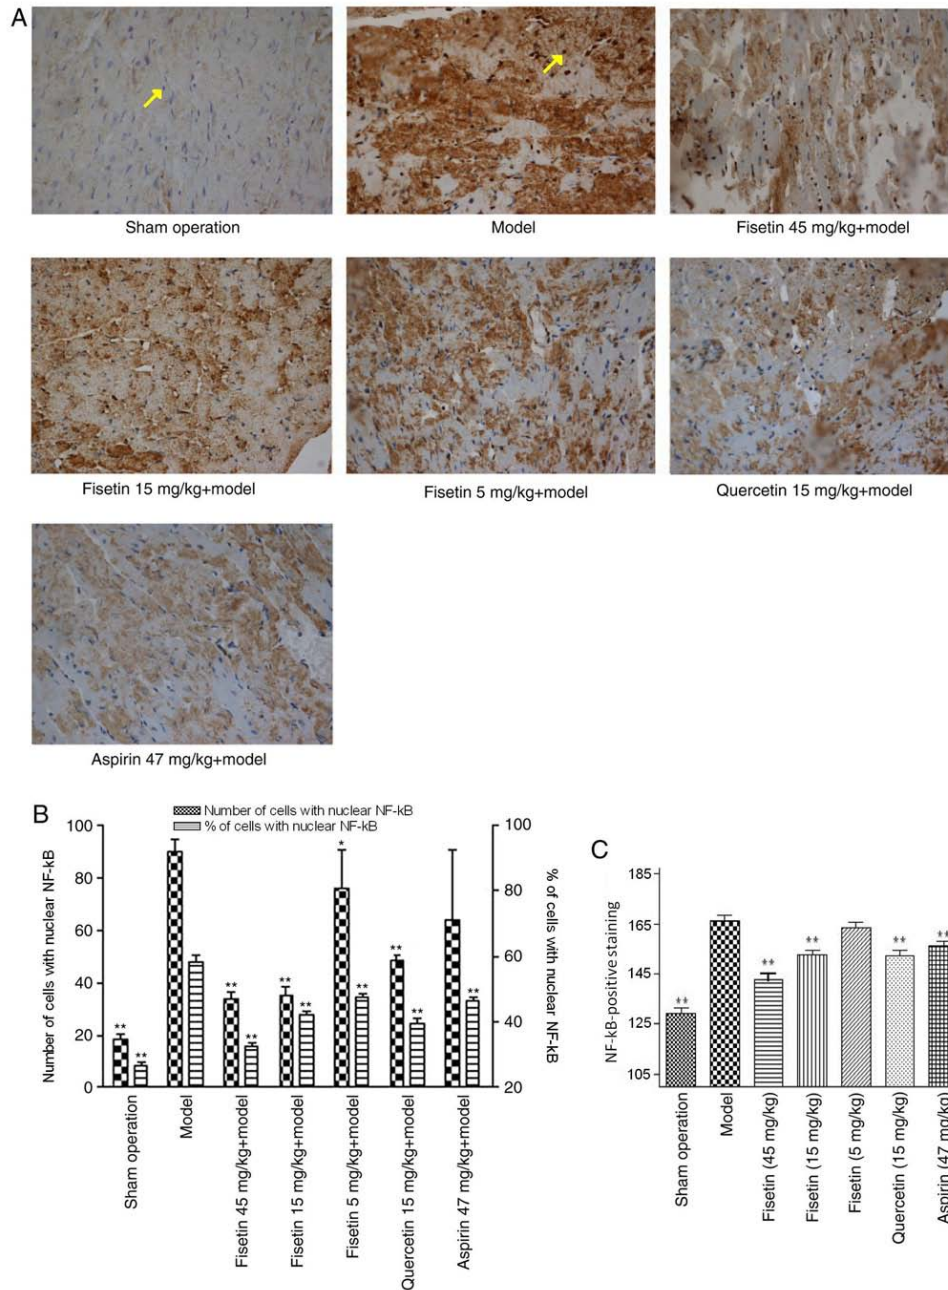 A
Sham operation
Model
Fisetin 45 mg/kg+model
Fisetin 15 mg/kg+model
Fisetin 5 mg/kg+model
Quercetin 15 mg/kg+model
Aspirin 47 mg/kg+model
B
Number of cells with nuclear NF-kB
% of cells with nuclear NF-kB
Number of cells with nuclear NF-kB
100
80
60
40
20
0
** ** ** ** ** ** * ** ** **
100
80
60
40
20
% of cells with nuclear NF-kB
Sham operation
Model
Fisetin 45 mg/kg+model
Fisetin 15 mg/kg+model
Fisetin 5 mg/kg+model
Quercetin 15 mg/kg+model
Aspirin 47 mg/kg+model
C
NF-kB-positive staining
185
165
145
125
105
** ** ** ** **
Sham operation
Model
Fisetin (45 mg/kg)
Fisetin (15 mg/kg)
Fisetin (5 mg/kg)
Quercetin (15 mg/kg)
Aspirin (47 mg/kg)